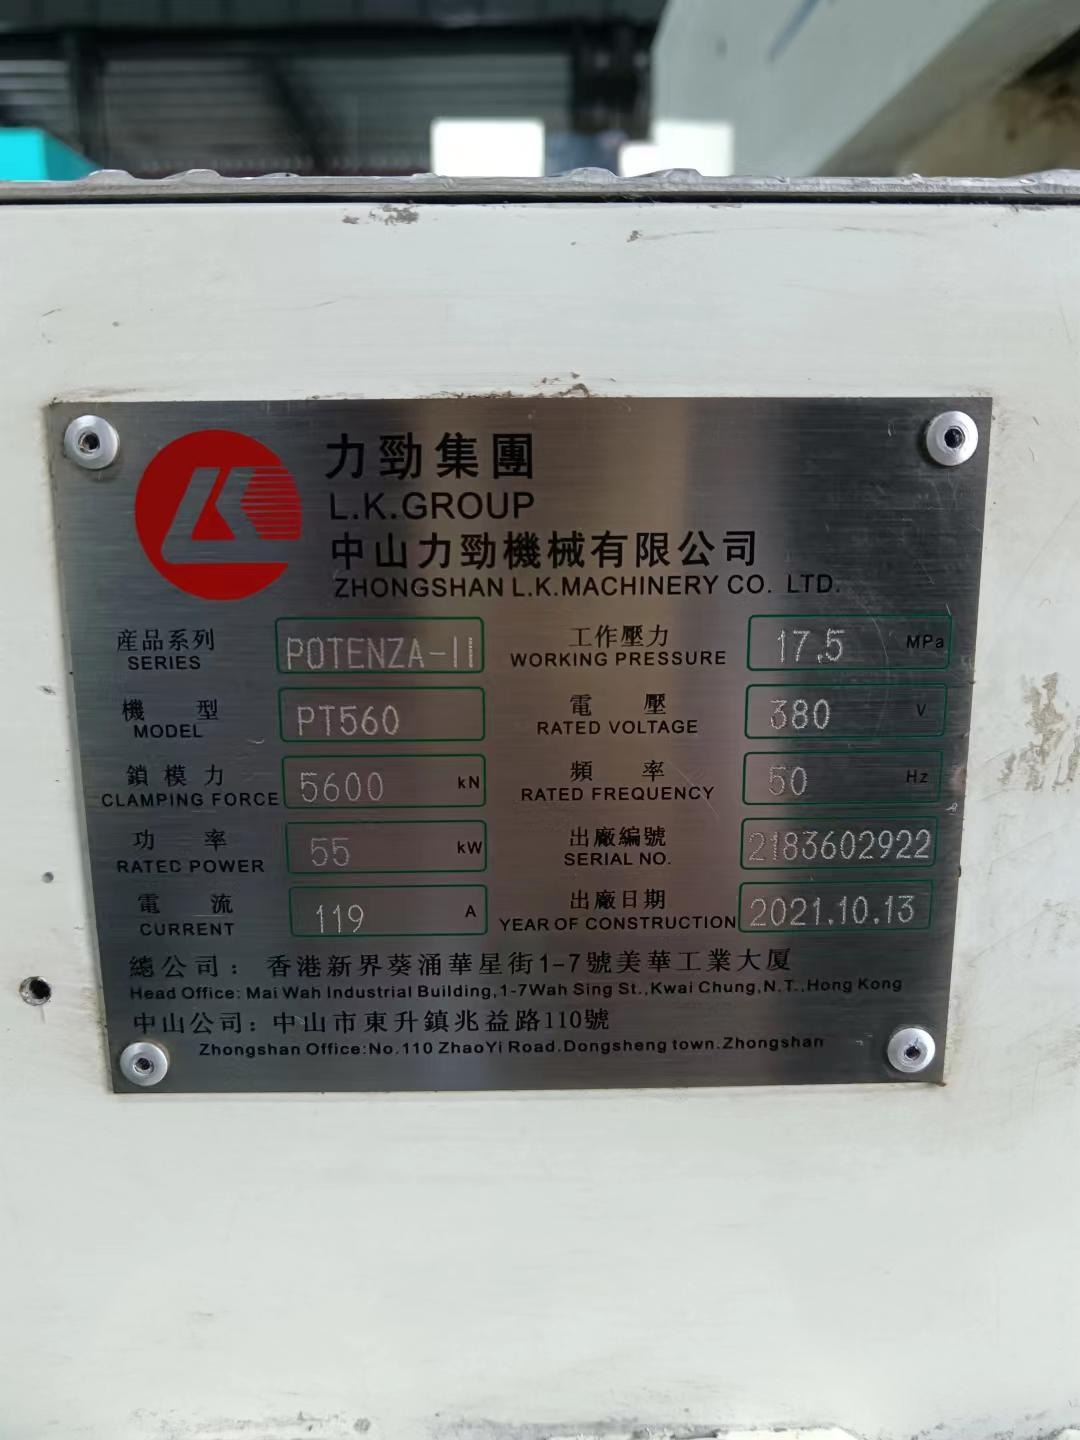 力勁集團
L.K.GROUP
中山力勁機械有限公司
ZHONGSHAN L.K.MACHINERY CO. LTD.
産品系列 POTENZA-II 工作壓力 17.5 MPa
SERIES WORKING PRESSURE
機 型 PT560 電 壓 380 V
MODEL RATED VOLTAGE
鎖模力 5600 kN 頻 率 50 Hz
CLAMPING FORCE RATED FREQUENCY
功 率 55 kW 出廠編號 2183602922
RATED POWER SERIAL NO.
電 流 119 A 出廠日期 2021.10.13
CURRENT YEAR OF CONSTRUCTION
總公司：香港新界葵涌華星街1-7號美華工業大厦
Head Office: Mai Wah Industrial Building,1-7Wah Sing St.,Kwai Chung,N.T.,Hong Kong
中山公司：中山市東升鎮兆益路110號
Zhongshan Office:No.110 ZhaoYi Road.Dongsheng town.Zhongshan